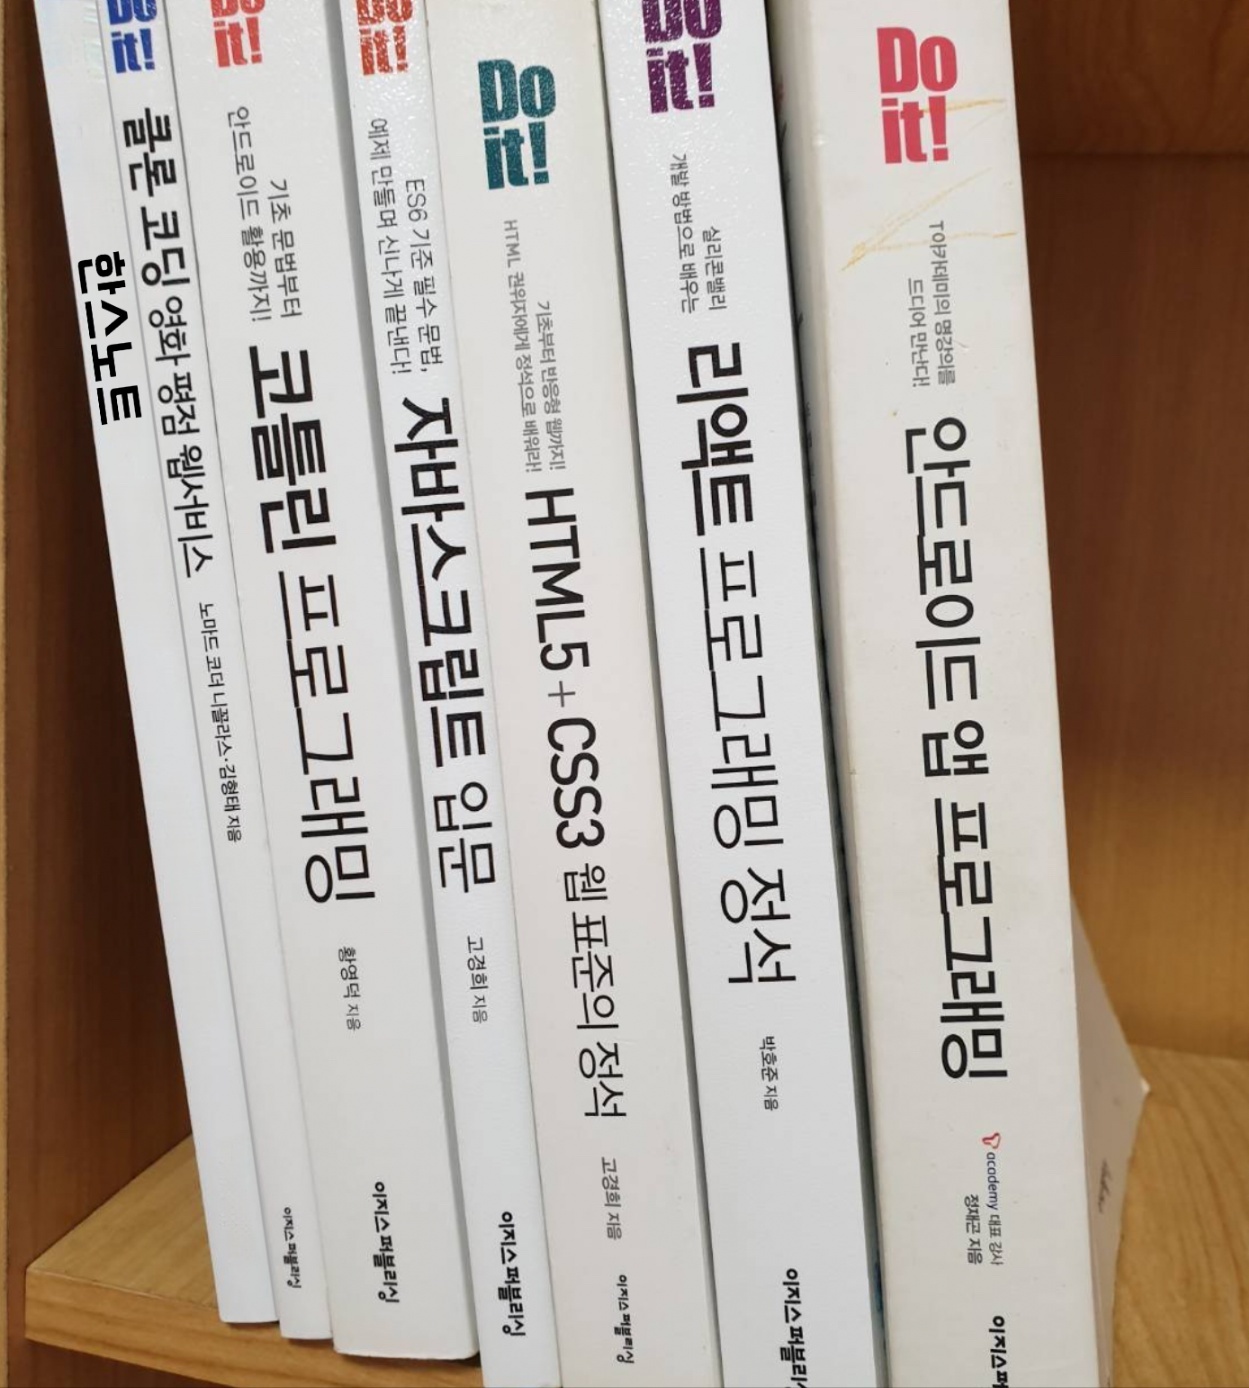 한스노트
Do it!
클론 코딩 영화 평점 웹서비스
노마드 코더 니꼴라스·김형태 지음
이지스 퍼블리싱
Do it!
기초 문법부터
안드로이드 활용까지!
코틀린 프로그래밍
황영덕 지음
이지스 퍼블리싱
Do it!
ES6 기준 필수 문법,
예제 만들며 신나게 끝낸다!
자바스크립트 입문
고경희 지음
이지스 퍼블리싱
Do it!
기초부터 반응형 웹까지!
HTML 권위자에게 정석으로 배워라!
HTML5 + CSS3 웹 표준의 정석
고경희 지음
이지스 퍼블리싱
Do it!
실리콘밸리
개발 방법으로 배우는
리액트 프로그래밍 정석
박호준 지음
이지스 퍼블리싱
Do it!
T아카데미의 명강의를
드디어 만난다!
안드로이드 앱 프로그래밍
T academy 대표 강사
정재곤 지음
이지스 퍼